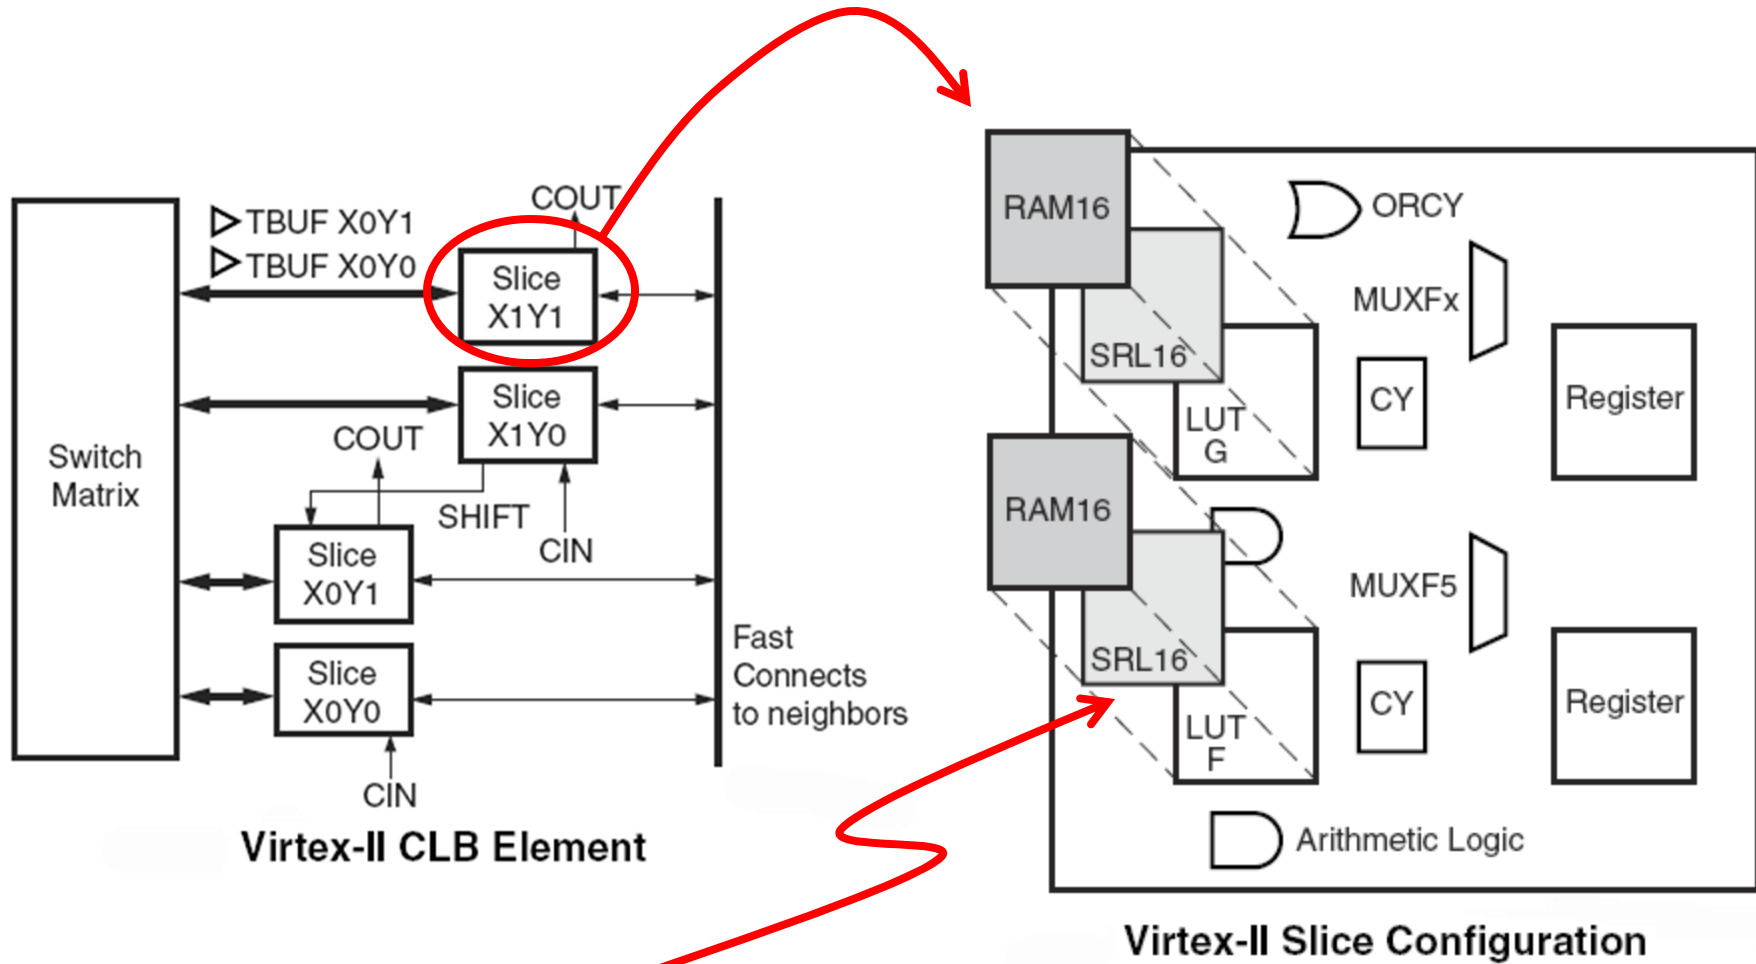 COUT
TBUF X0Y1
TBUF X0Y0
Slice
X1Y1
Slice
X1Y0
COUT
Switch
Matrix
SHIFT
CIN
Slice
X0Y1
Slice
X0Y0
CIN
Fast
Connects
to neighbors
Virtex-II CLB Element
RAM16
ORCY
MUXFx
SRL16
LUT
G
CY
Register
RAM16
MUXF5
SRL16
LUT
F
CY
Register
Arithmetic Logic
Virtex-II Slice Configuration